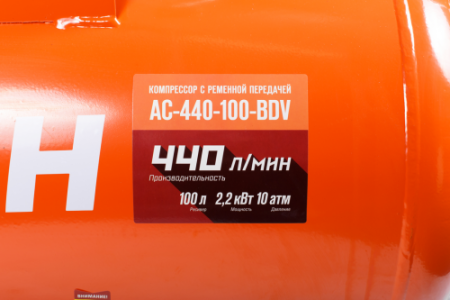 КОМПРЕССОР С РЕМЕННОЙ ПЕРЕДАЧЕЙ
AC-440-100-BDV
Н
440 л/мин
Производительность
100 л 2,2 кВт 10 атм
Ресивер Мощность Давление
ВНИМАНИЕ